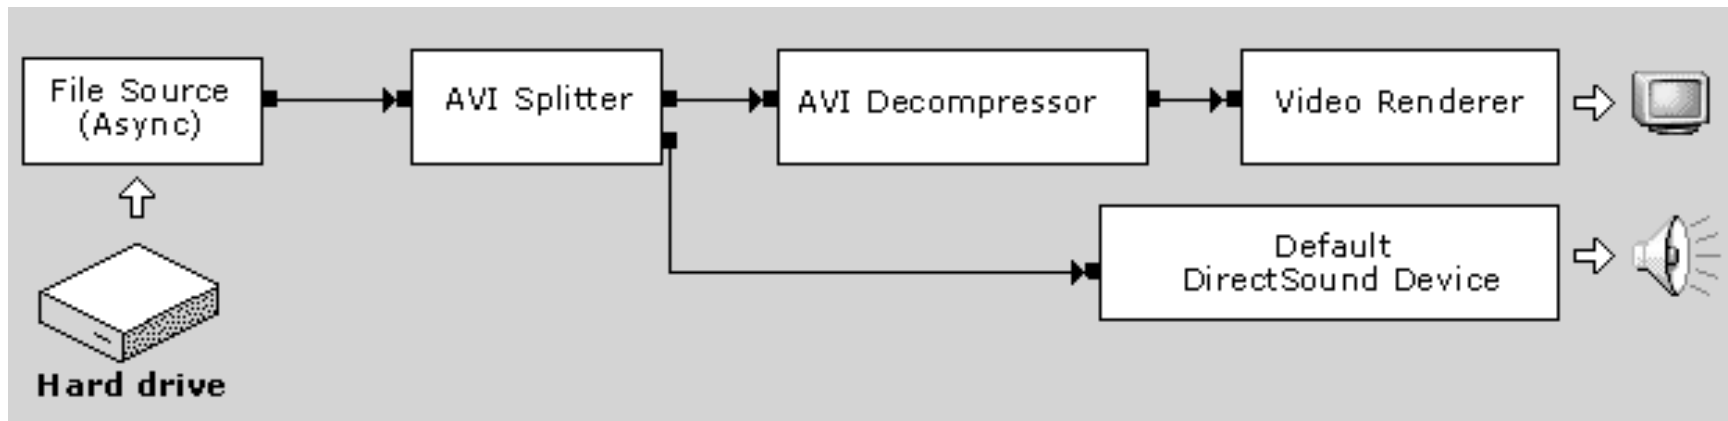 File Source
(Async)
AVI Splitter
AVI Decompressor
Video Renderer
Default
DirectSound Device
Hard drive